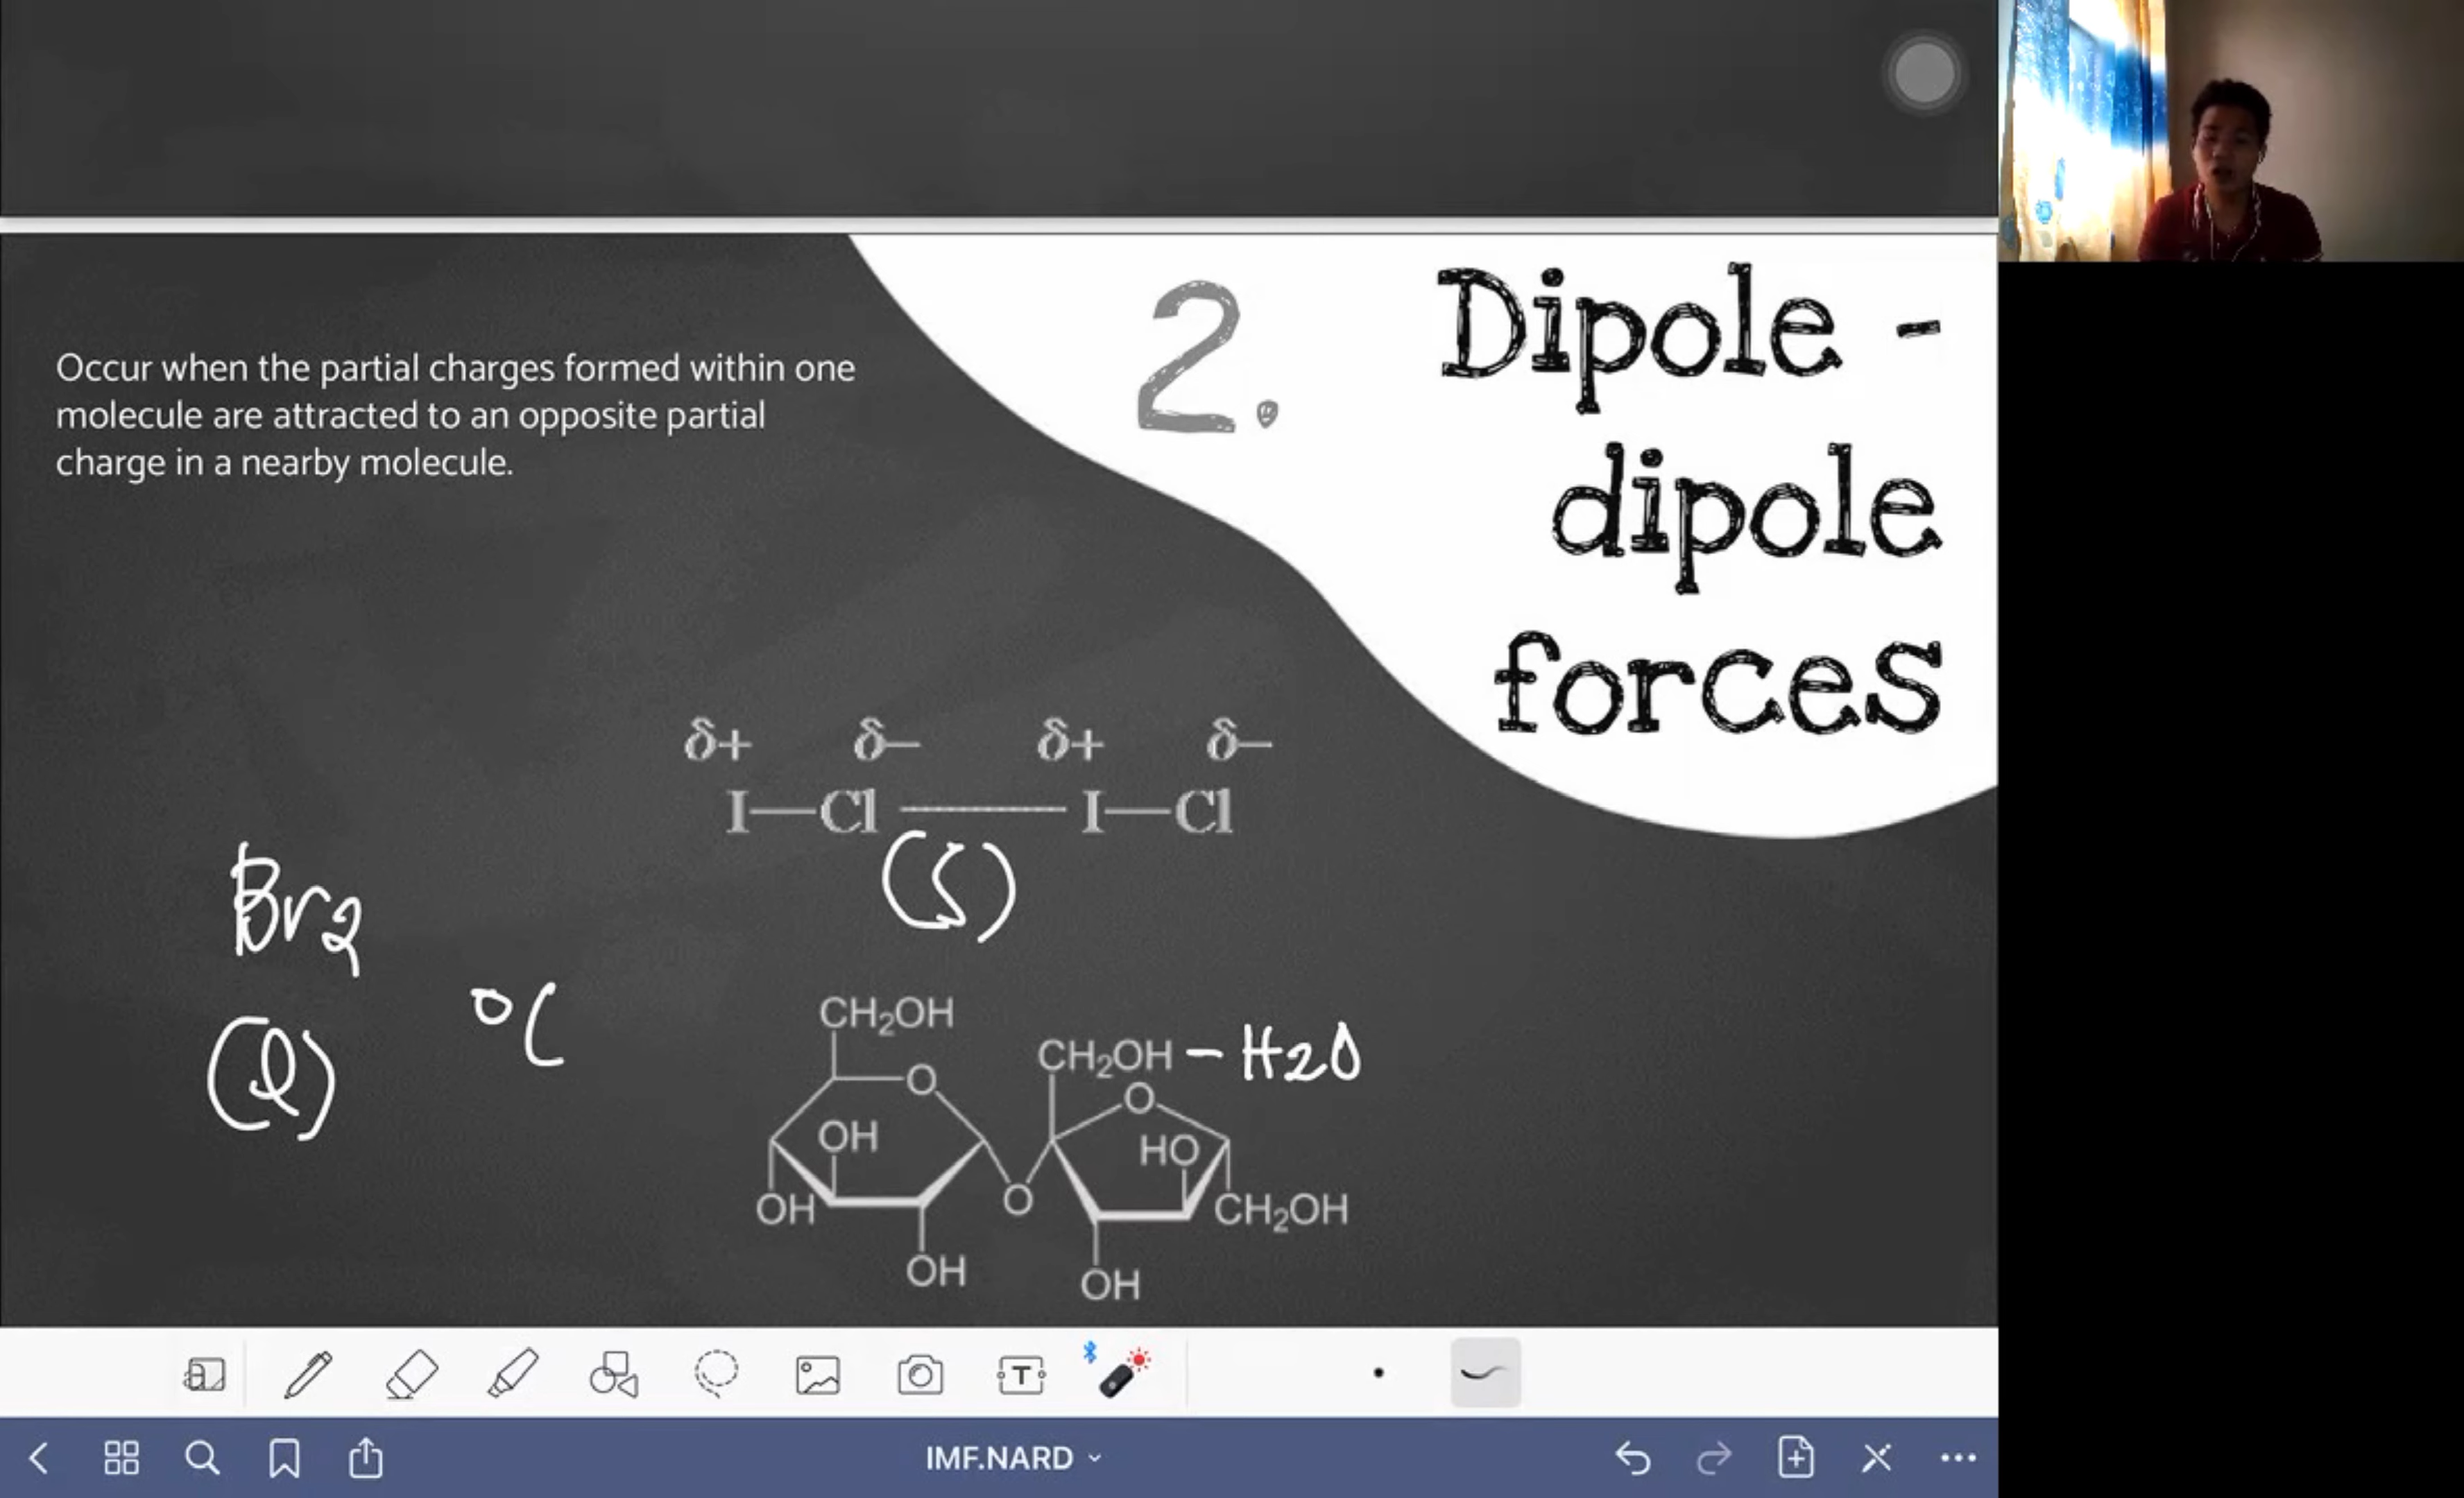 2.
Dipole -
dipole
forces
Occur when the partial charges formed within one
molecule are attracted to an opposite partial
charge in a nearby molecule.
δ+ δ– δ+ δ–
I—Cl ——— I—Cl
(s)
Br2
(l)
°C
CH₂OH
CH₂OH – H2O
O
O
OH
HO
OH
O
CH₂OH
OH
OH
T
IMF.NARD